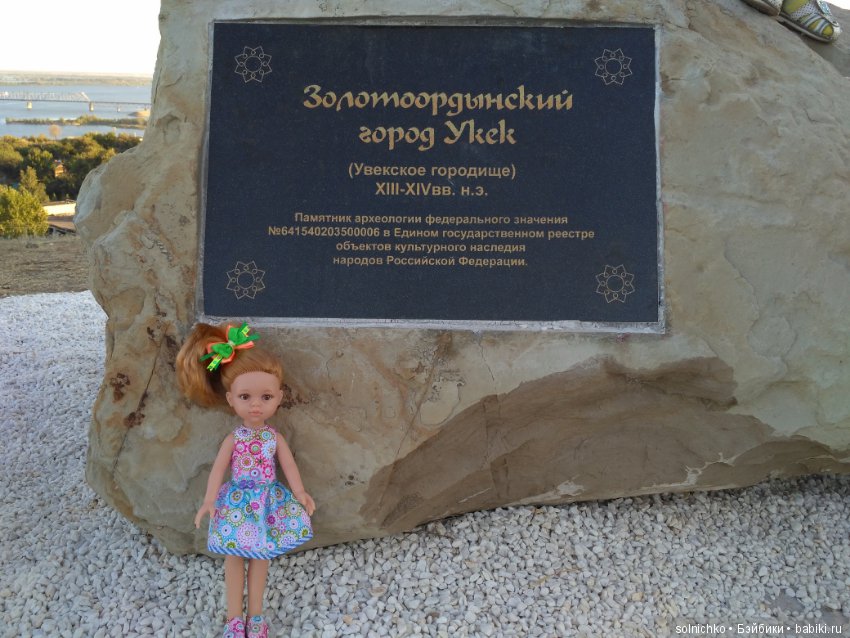 Золотоордынский
город Укек
(Увекское городище)
XIII-XIVвв. н.э.
Памятник археологии федерального значения
№641540203500006 в Едином государственном реестре
объектов культурного наследия
народов Российской Федерации.
solnichko • Бэйбики • babiki.ru